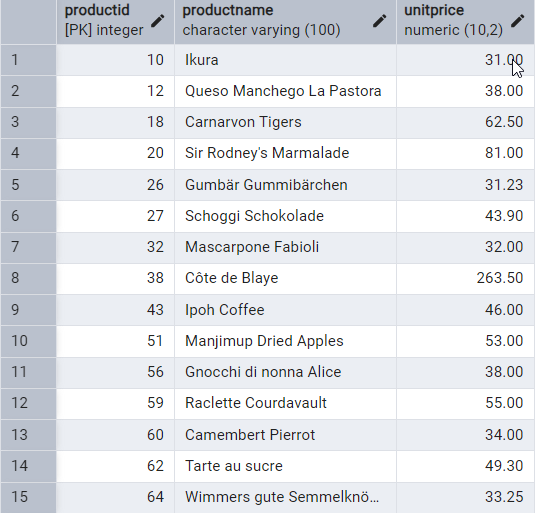 productid productname unitprice
[PK] integer character varying (100) numeric (10,2)
1 10 Ikura 31.00
2 12 Queso Manchego La Pastora 38.00
3 18 Carnarvon Tigers 62.50
4 20 Sir Rodney's Marmalade 81.00
5 26 Gumbär Gummibärchen 31.23
6 27 Schoggi Schokolade 43.90
7 32 Mascarpone Fabioli 32.00
8 38 Côte de Blaye 263.50
9 43 Ipoh Coffee 46.00
10 51 Manjimup Dried Apples 53.00
11 56 Gnocchi di nonna Alice 38.00
12 59 Raclette Courdavault 55.00
13 60 Camembert Pierrot 34.00
14 62 Tarte au sucre 49.30
15 64 Wimmers gute Semmelknö... 33.25